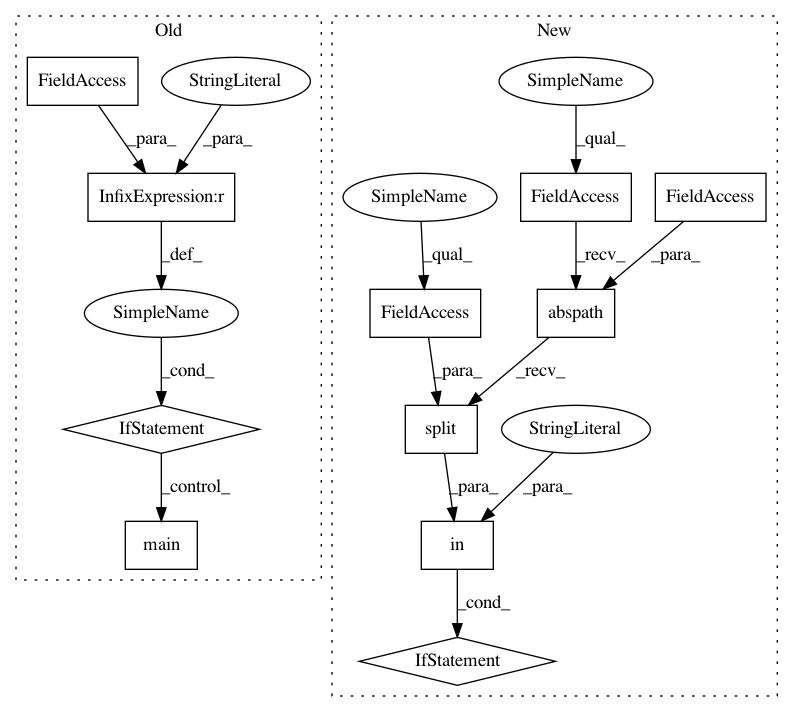 Old
New
FieldAccess
StringLiteral
SimpleName
_para_
_para_
_qual_
InfixExpression:r
SimpleName
FieldAccess
FieldAccess
_def_
_qual_
_recv_
_para_
SimpleName
FieldAccess
abspath
_cond_
_para_
_recv_
IfStatement
split
StringLiteral
_control_
_para_
_para_
main
in
_cond_
IfStatement